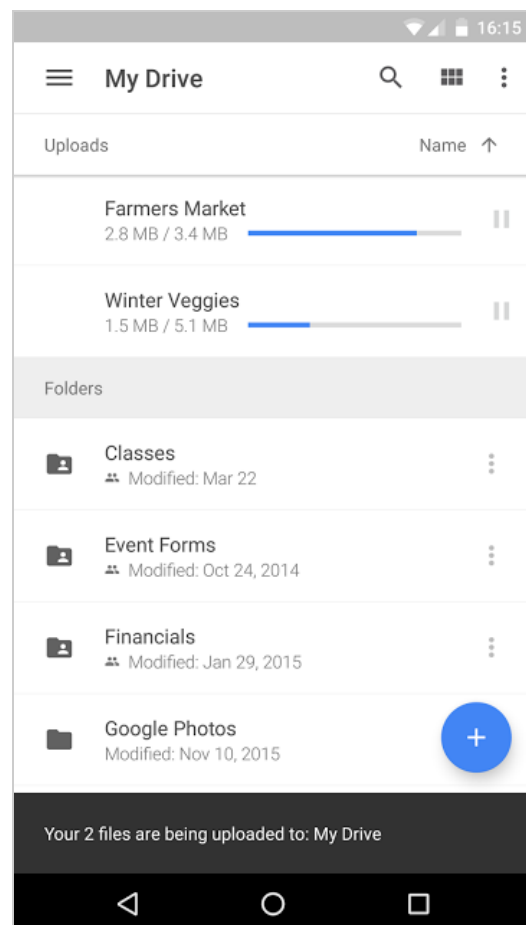 16:15
My Drive
Uploads Name
Farmers Market
2.8 MB / 3.4 MB
Winter Veggies
1.5 MB / 5.1 MB
Folders
Classes
Modified: Mar 22
Event Forms
Modified: Oct 24, 2014
Financials
Modified: Jan 29, 2015
Google Photos
Modified: Nov 10, 2015
Your 2 files are being uploaded to: My Drive